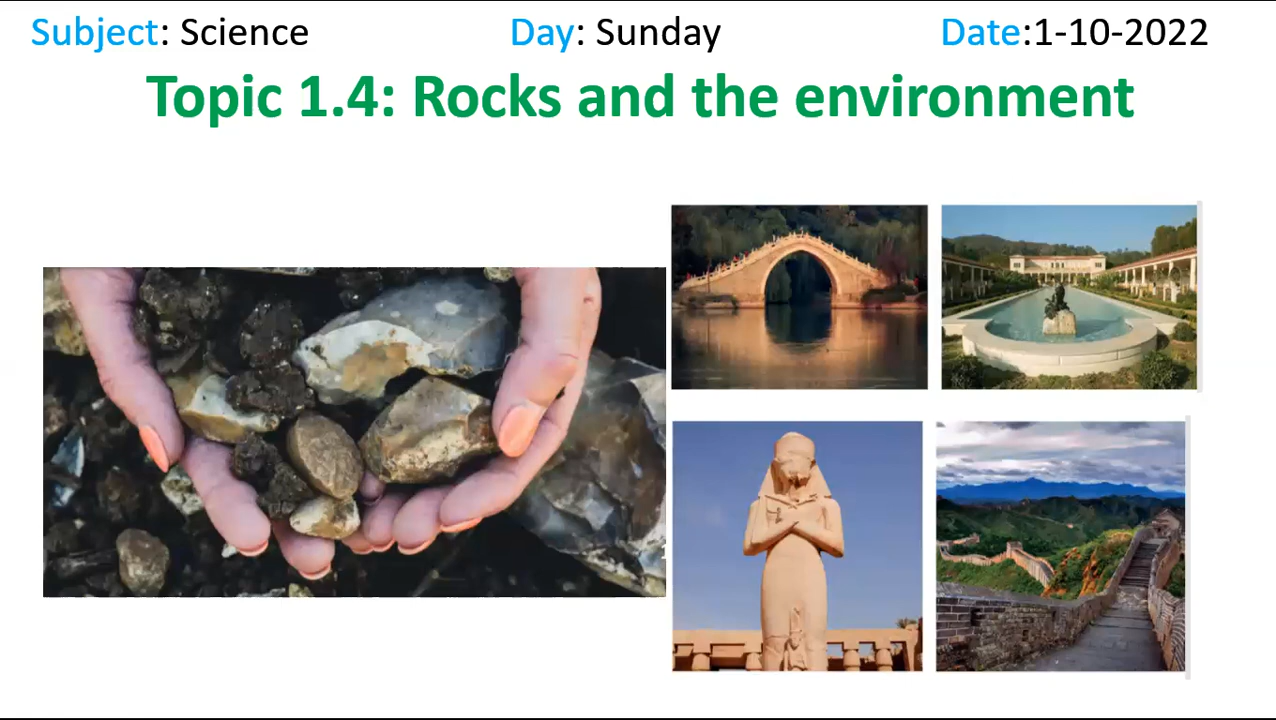 Subject: Science Day: Sunday Date:1-10-2022
Topic 1.4: Rocks and the environment